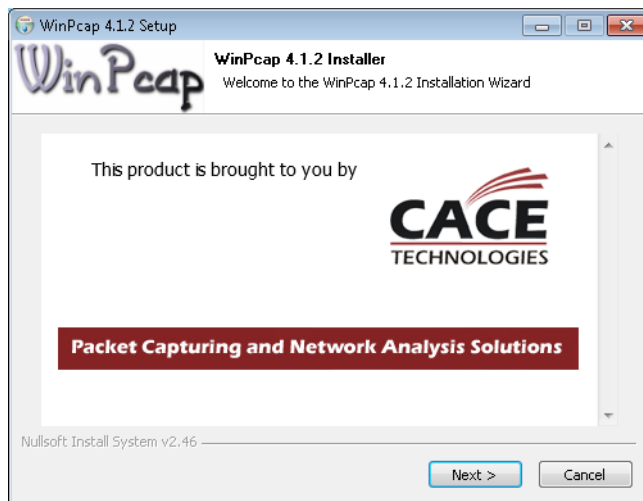 WinPcap 4.1.2 Setup
WinPcap
WinPcap 4.1.2 Installer
Welcome to the WinPcap 4.1.2 Installation Wizard
This product is brought to you by
CACE
TECHNOLOGIES
Packet Capturing and Network Analysis Solutions
Nullsoft Install System v2.46
Next >
Cancel